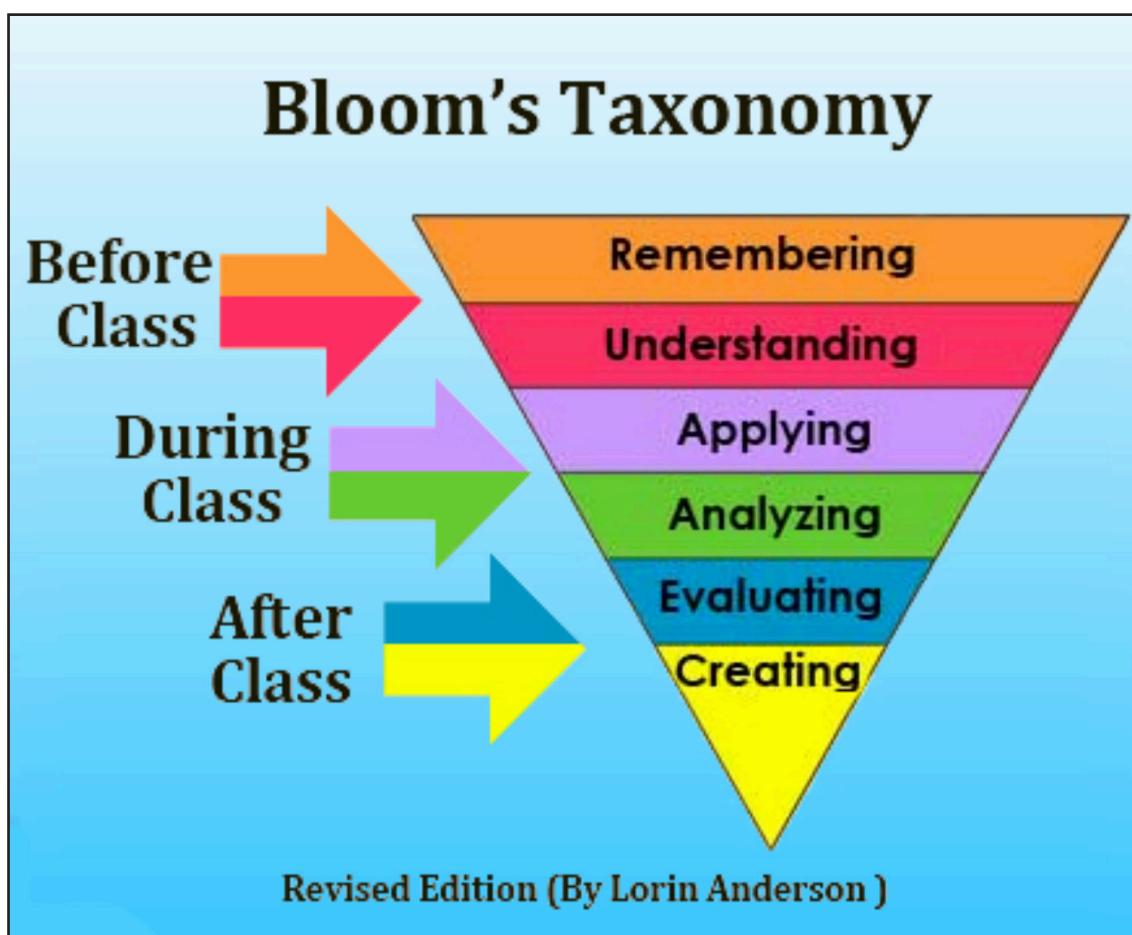 Bloom’s Taxonomy
Before
Class
During
Class
After
Class
Remembering
Understanding
Applying
Analyzing
Evaluating
Creating
Revised Edition (By Lorin Anderson )